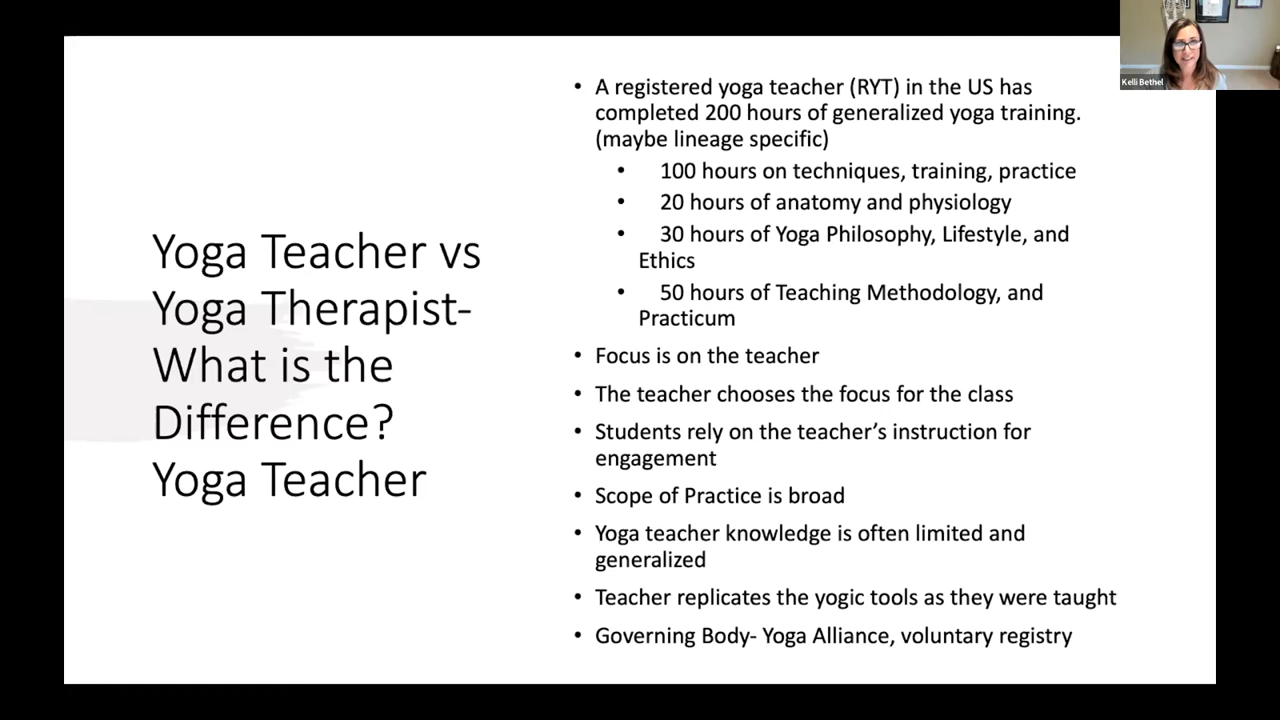 Yoga Teacher vs
Yoga Therapist-
What is the
Difference?
Yoga Teacher
• A registered yoga teacher (RYT) in the US has
completed 200 hours of generalized yoga training.
(maybe lineage specific)
• 100 hours on techniques, training, practice
• 20 hours of anatomy and physiology
• 30 hours of Yoga Philosophy, Lifestyle, and
Ethics
• 50 hours of Teaching Methodology, and
Practicum
• Focus is on the teacher
• The teacher chooses the focus for the class
• Students rely on the teacher’s instruction for
engagement
• Scope of Practice is broad
• Yoga teacher knowledge is often limited and
generalized
• Teacher replicates the yogic tools as they were taught
• Governing Body- Yoga Alliance, voluntary registry
Kelli Bethel